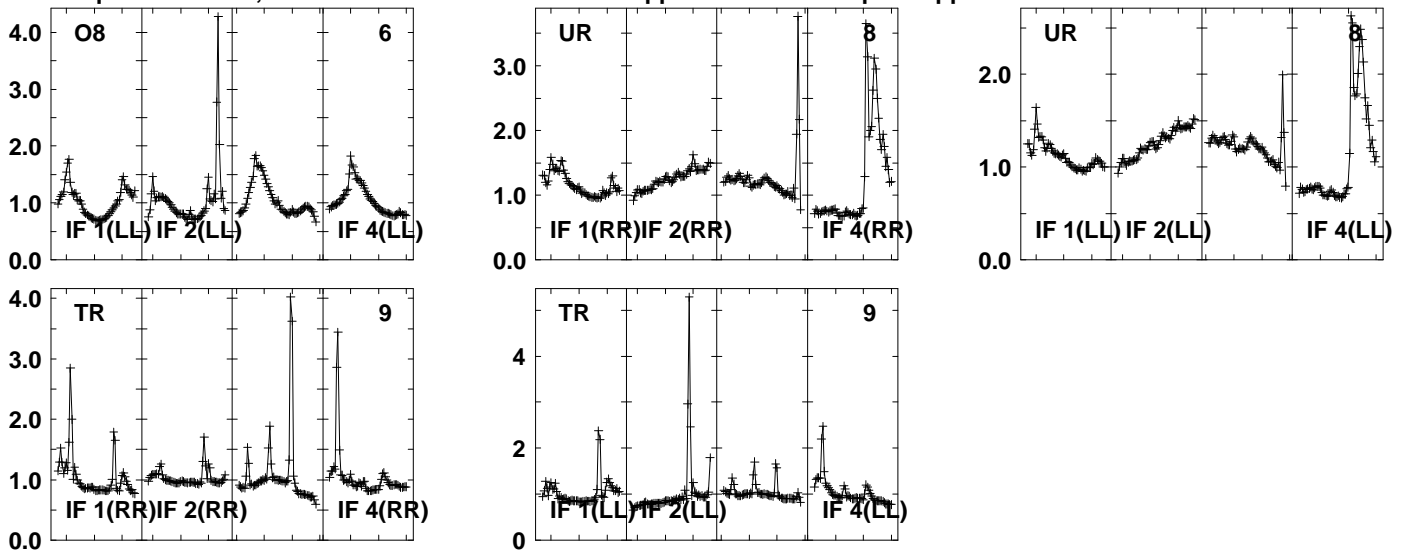 O8 6
4.0
3.0
2.0
1.0
0.0
IF 1(LL) IF 2(LL) IF 4(LL)
UR 8
3.0
2.0
1.0
0.0
IF 1(RR) IF 2(RR) IF 4(RR)
UR 8
2.0
1.0
0.0
IF 1(LL) IF 2(LL) IF 4(LL)
TR 9
4.0
3.0
2.0
1.0
0.0
IF 1(RR) IF 2(RR) IF 4(RR)
TR 9
4
2
0
IF 1(LL) IF 2(LL) IF 4(LL)